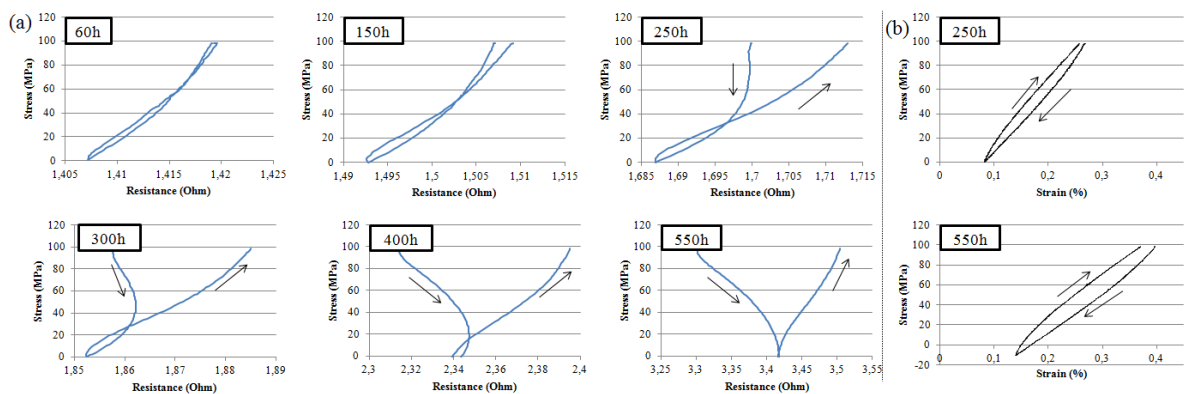 (a)
60h
Stress (MPa)
120
100
80
60
40
20
0
1,405 1,41 1,415 1,42 1,425
Resistance (Ohm)
150h
Stress (MPa)
120
100
80
60
40
20
0
1,49 1,495 1,5 1,505 1,51 1,515
Resistance (Ohm)
250h
Stress (MPa)
120
100
80
60
40
20
0
1,685 1,69 1,695 1,7 1,705 1,71 1,715
Resistance (Ohm)
(b)
250h
Stress (MPa)
120
100
80
60
40
20
0
0 0,1 0,2 0,3 0,4
Strain (%)
300h
Stress (MPa)
120
100
80
60
40
20
0
1,85 1,86 1,87 1,88 1,89
Resistance (Ohm)
400h
Stress (MPa)
120
100
80
60
40
20
0
2,3 2,32 2,34 2,36 2,38 2,4
Resistance (Ohm)
550h
Stress (MPa)
120
100
80
60
40
20
0
3,25 3,3 3,35 3,4 3,45 3,5 3,55
Resistance (Ohm)
550h
Stress (MPa)
120
100
80
60
40
20
0
-20
0 0,1 0,2 0,3 0,4
Strain (%)